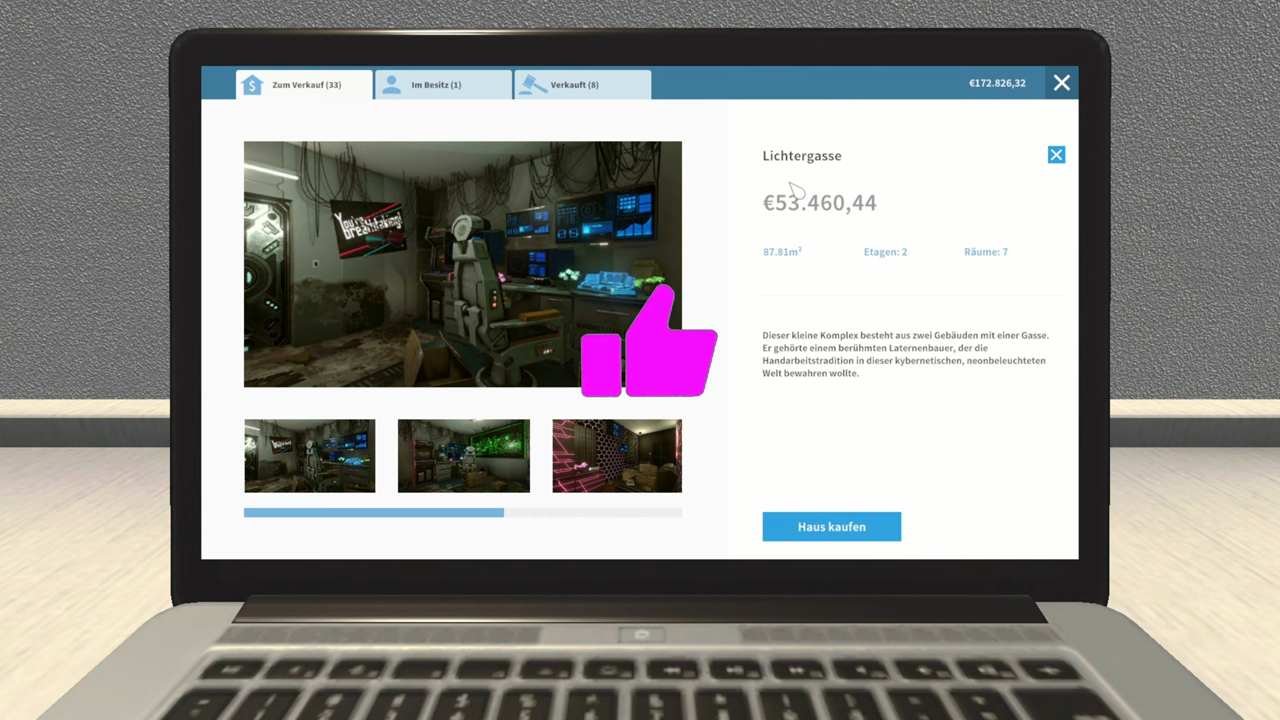 Zum Verkauf (33)
Im Besitz (1)
Verkauft (8)
€172.826,32
Lichtergasse
€53.460,44
87.81m²
Etagen: 2
Räume: 7
You're
breathtaking!
Dieser kleine Komplex besteht aus zwei Gebäuden mit einer Gasse.
Er gehörte einem berühmten Laternenbauer, der die
Handarbeitstradition in dieser kybernetischen, neonbeleuchteten
Welt bewahren wollte.
Haus kaufen